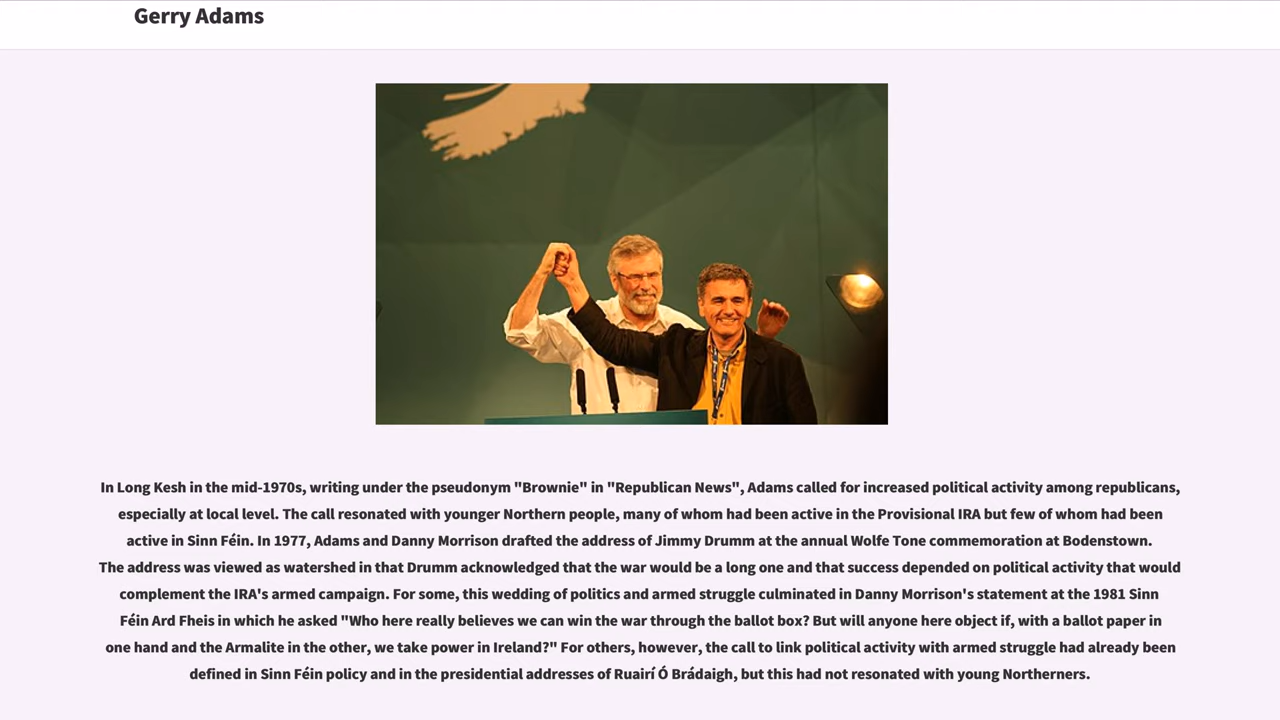 Gerry Adams
In Long Kesh in the mid-1970s, writing under the pseudonym "Brownie" in "Republican News", Adams called for increased political activity among republicans,
especially at local level. The call resonated with younger Northern people, many of whom had been active in the Provisional IRA but few of whom had been
active in Sinn Féin. In 1977, Adams and Danny Morrison drafted the address of Jimmy Drumm at the annual Wolfe Tone commemoration at Bodenstown.
The address was viewed as watershed in that Drumm acknowledged that the war would be a long one and that success depended on political activity that would
complement the IRA's armed campaign. For some, this wedding of politics and armed struggle culminated in Danny Morrison's statement at the 1981 Sinn
Féin Ard Fheis in which he asked "Who here really believes we can win the war through the ballot box? But will anyone here object if, with a ballot paper in
one hand and the Armalite in the other, we take power in Ireland?" For others, however, the call to link political activity with armed struggle had already been
defined in Sinn Féin policy and in the presidential addresses of Ruairí Ó Brádaigh, but this had not resonated with young Northerners.